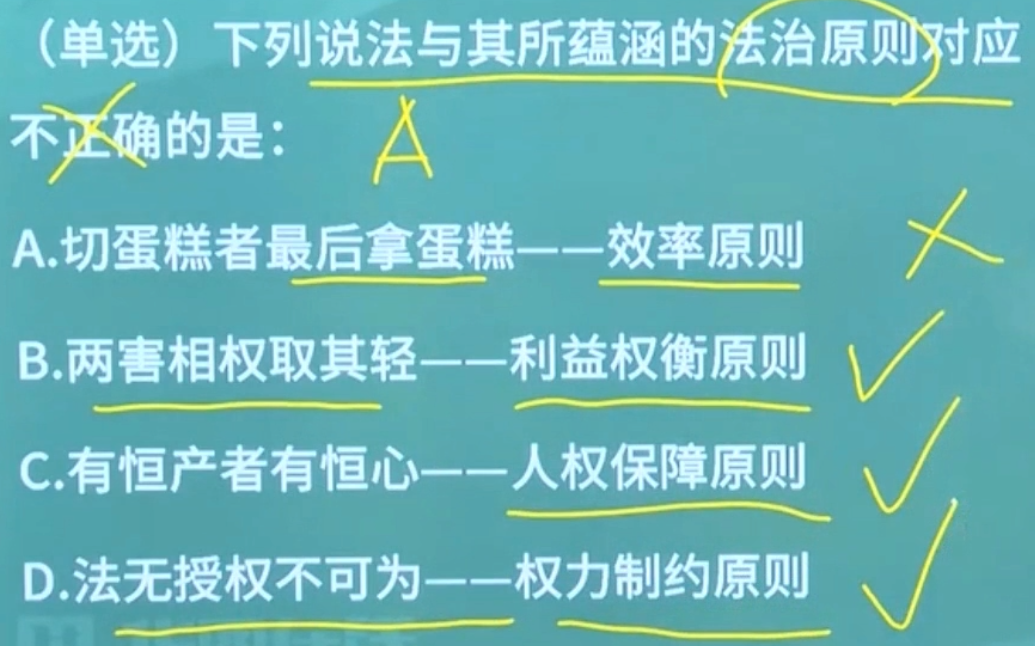 （单选）下列说法与其所蕴涵的法治原则对应
不正确的是：
A
A.切蛋糕者最后拿蛋糕——效率原则
B.两害相权取其轻——利益权衡原则
C.有恒产者有恒心——人权保障原则
D.法无授权不可为——权力制约原则